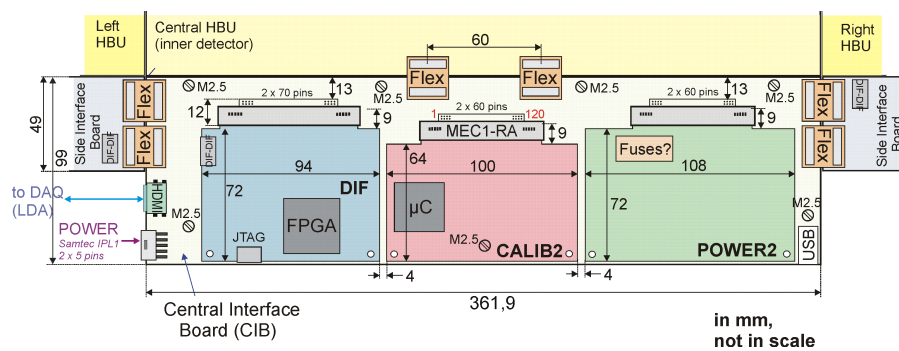 Left
HBU
Central HBU
(inner detector)
Right
HBU
60
Flex
Flex
M2.5
M2.5
M2.5
M2.5
13
13
2 x 70 pins
2 x 60 pins
2 x 60 pins
12
9
9
9
1
120
MEC1-RA
Flex
Flex
Flex
Flex
DIF-DIF
DIF-DIF
DIF-DIF
Side Interface
Board
Side Interface
Board
49
99
94
72
DIF
FPGA
JTAG
64
100
µC
M2.5
CALIB2
Fuses?
108
72
POWER2
M2.5
M2.5
USB
HDMI
to DAQ
(LDA)
POWER
Samtec IPL1
2 x 5 pins
4
4
361,9
Central Interface
Board (CIB)
in mm,
not in scale